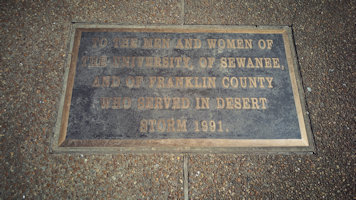 TO THE MEN AND WOMEN OF
THE UNIVERSITY, OF SEWANEE,
AND OF FRANKLIN COUNTY
WHO SERVED IN DESERT
STORM 1991.